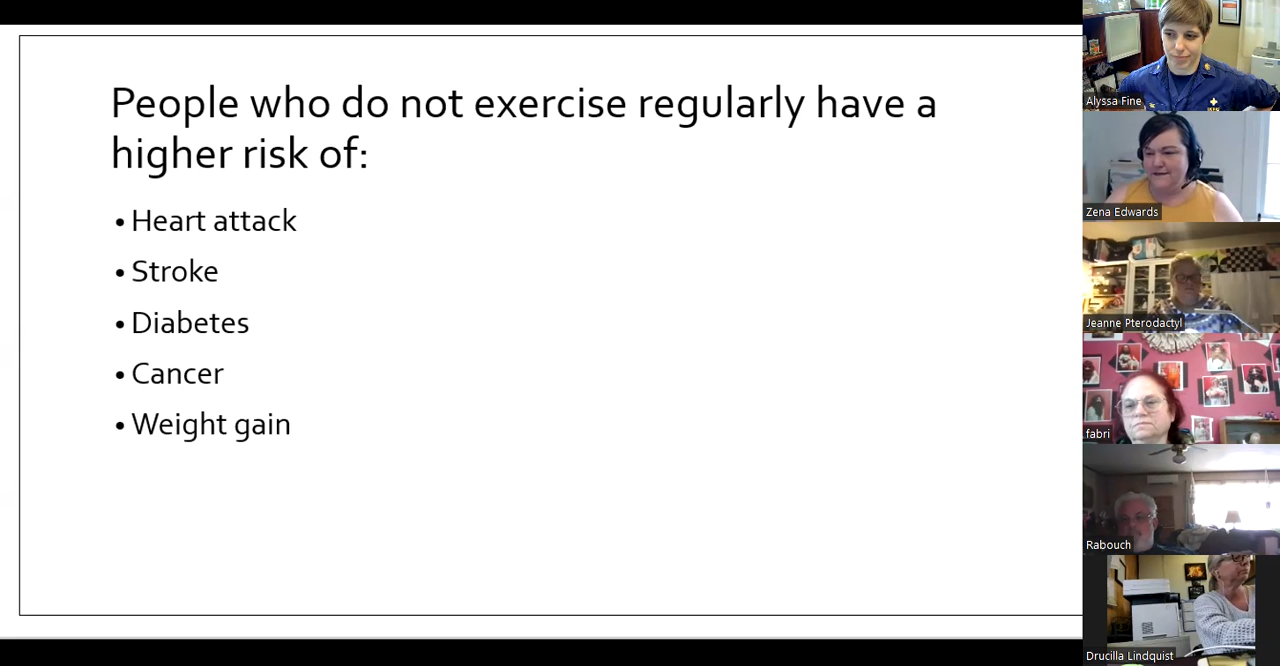 People who do not exercise regularly have a
higher risk of:
• Heart attack
• Stroke
• Diabetes
• Cancer
• Weight gain
Alyssa Fine
Zena Edwards
Jeanne Pterodactyl
fabri
Rabouch
Drucilla Lindquist